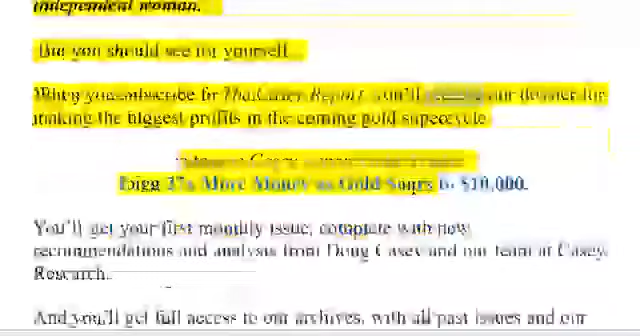 independent woman.
But you should see for yourself...
When you subscribe to The Casey Report, you'll our dossier for
making the biggest profits in the coming gold supercycle
Casey
27x More Money as Gold Soars to $10,000.
You'll get your first monthly issue, complete with new
recommendations and analysis from Doug Casey and our team at Casey
Research.
And you'll get full access to our archives, with all past issues and our